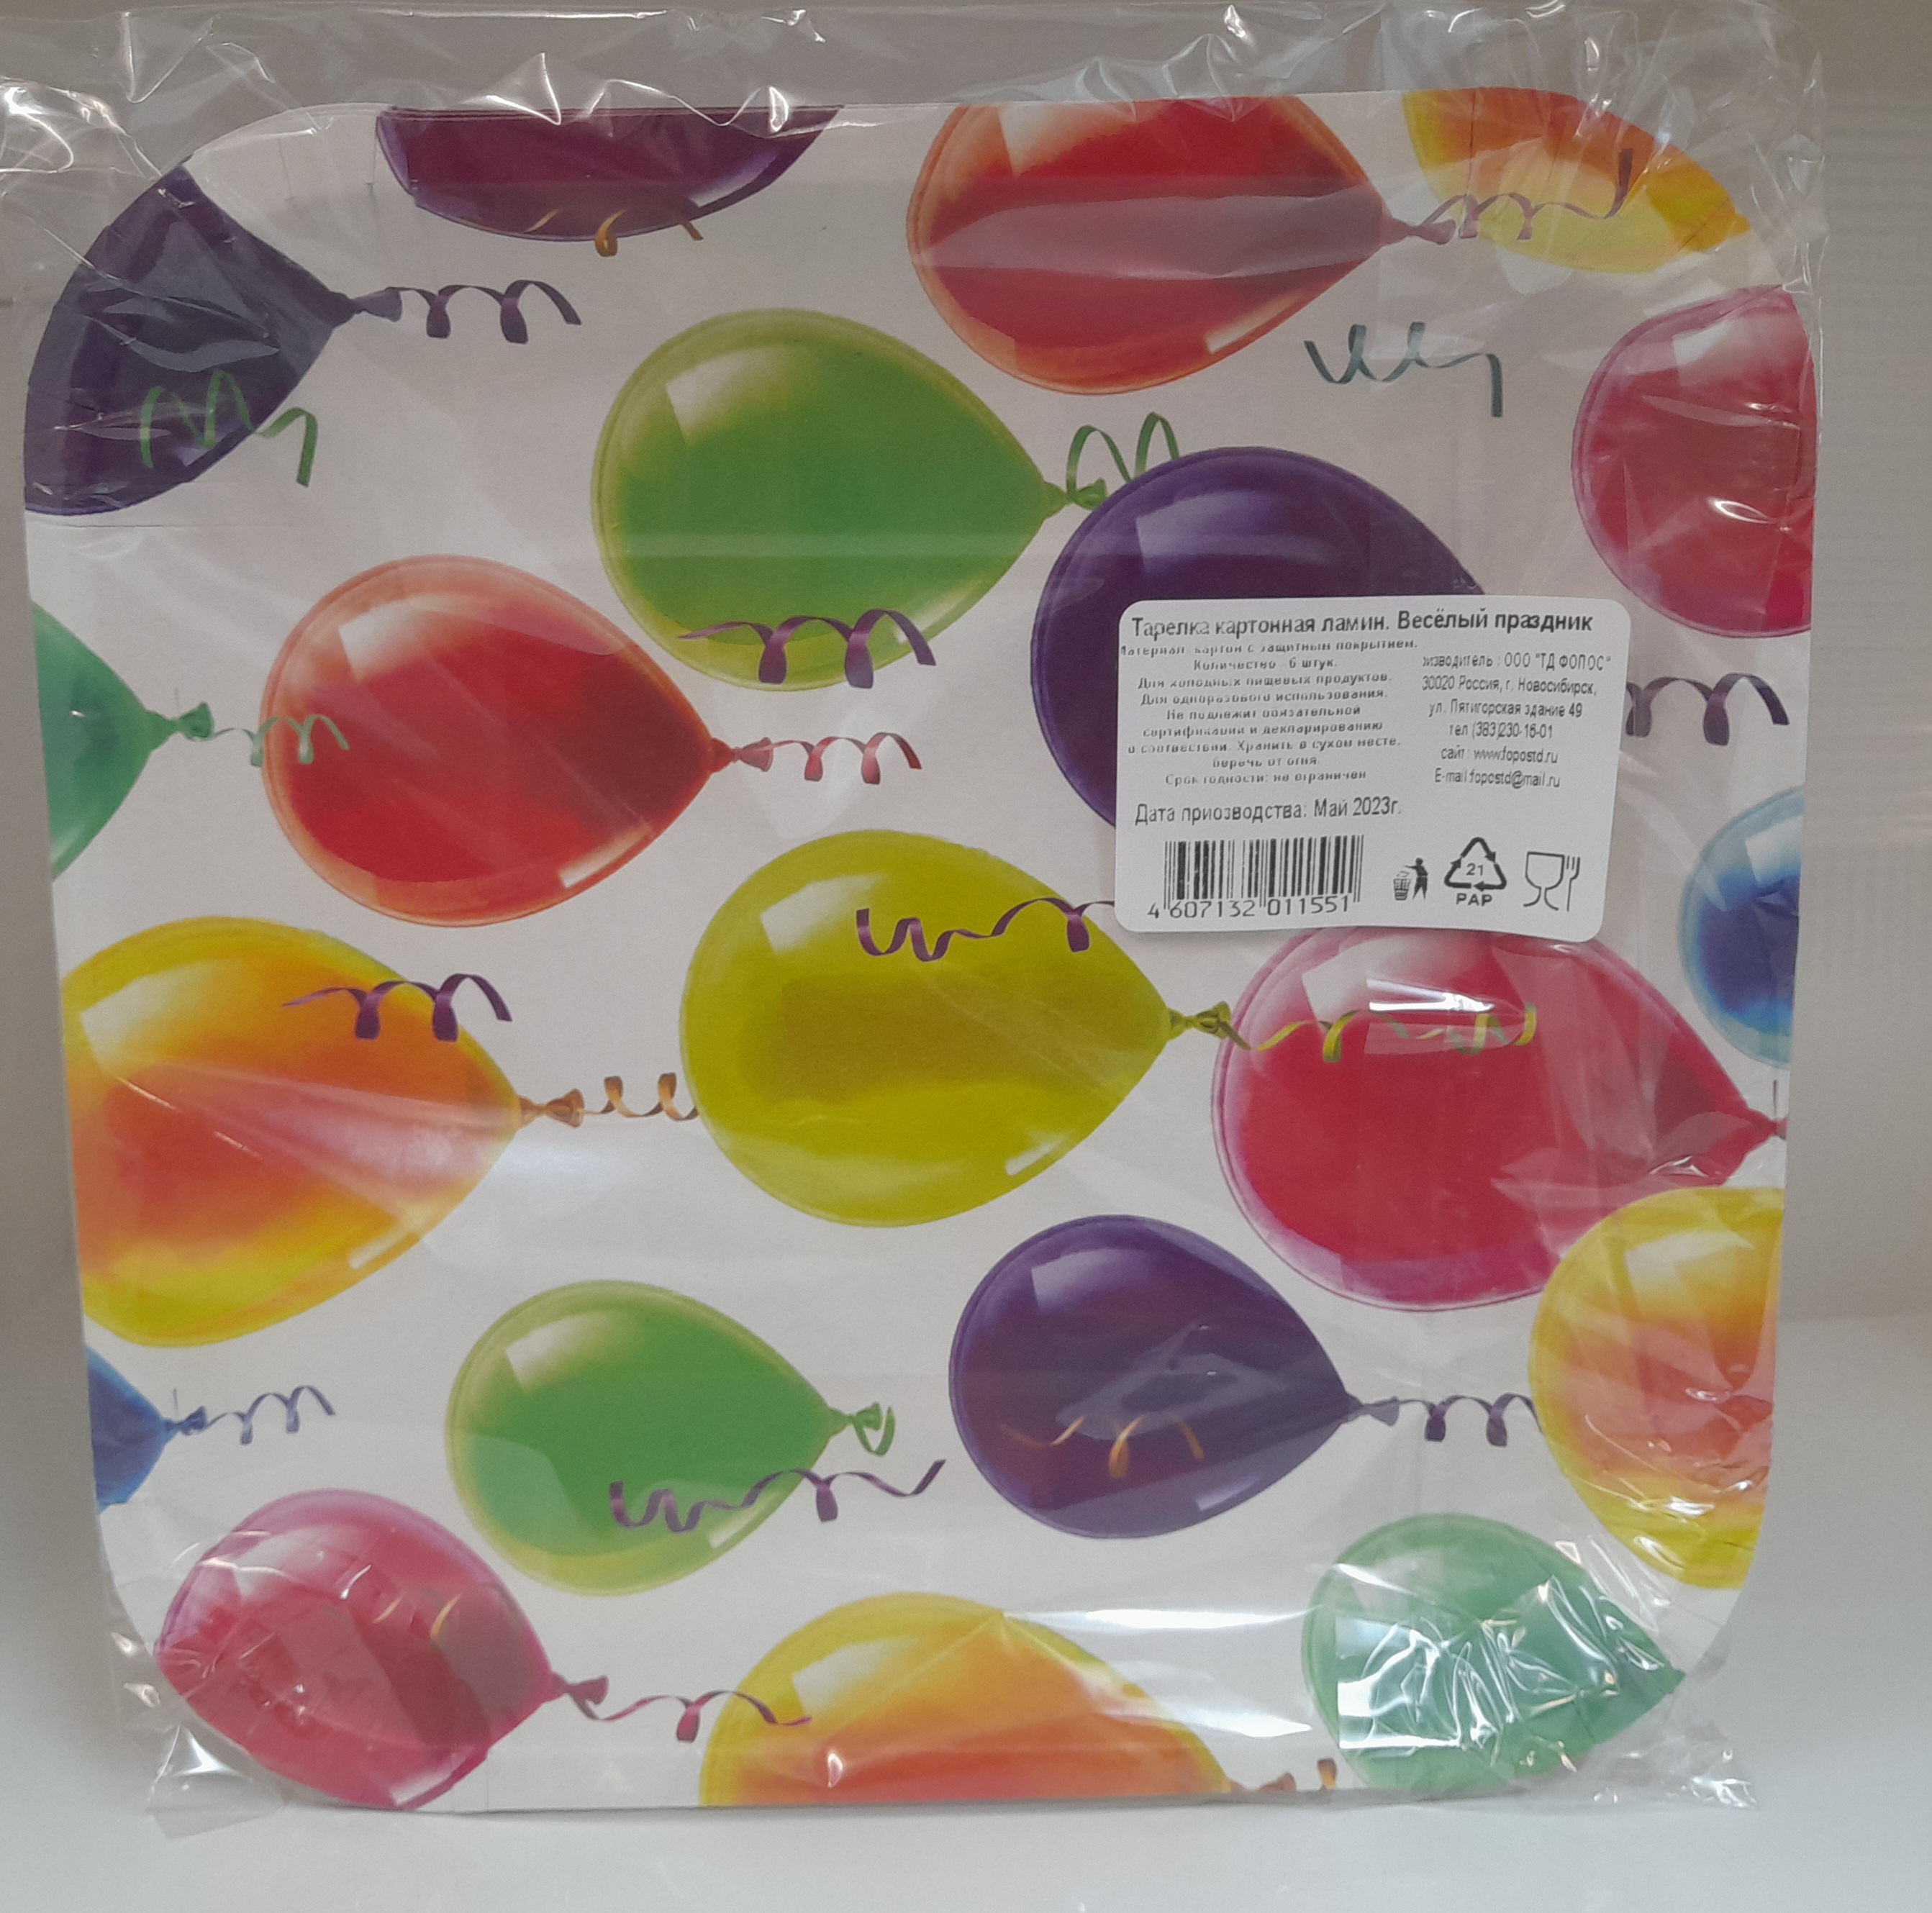 Тарелка картонная ламин. Весёлый праздник
Материал: картон с защитным покрытием.
Количество - 6 штук.
Для холодных пищевых продуктов.
Для одноразового использования.
Не подлежит обязательной
сертификации и декларированию
о соотвествии. Хранить в сухом месте,
беречь от огня.
Срок годности: не ограничен
изводитель : ООО "ТД ФОПОС"
30020 Россия, г. Новосибирск,
ул. Пятигорская здание 49
тел (383)230-16-01
сайт: www.fopostd.ru
E-mail:fopostd@mail.ru
Дата приозводства: Май 2023г.
4 607132 011551
21
PAP